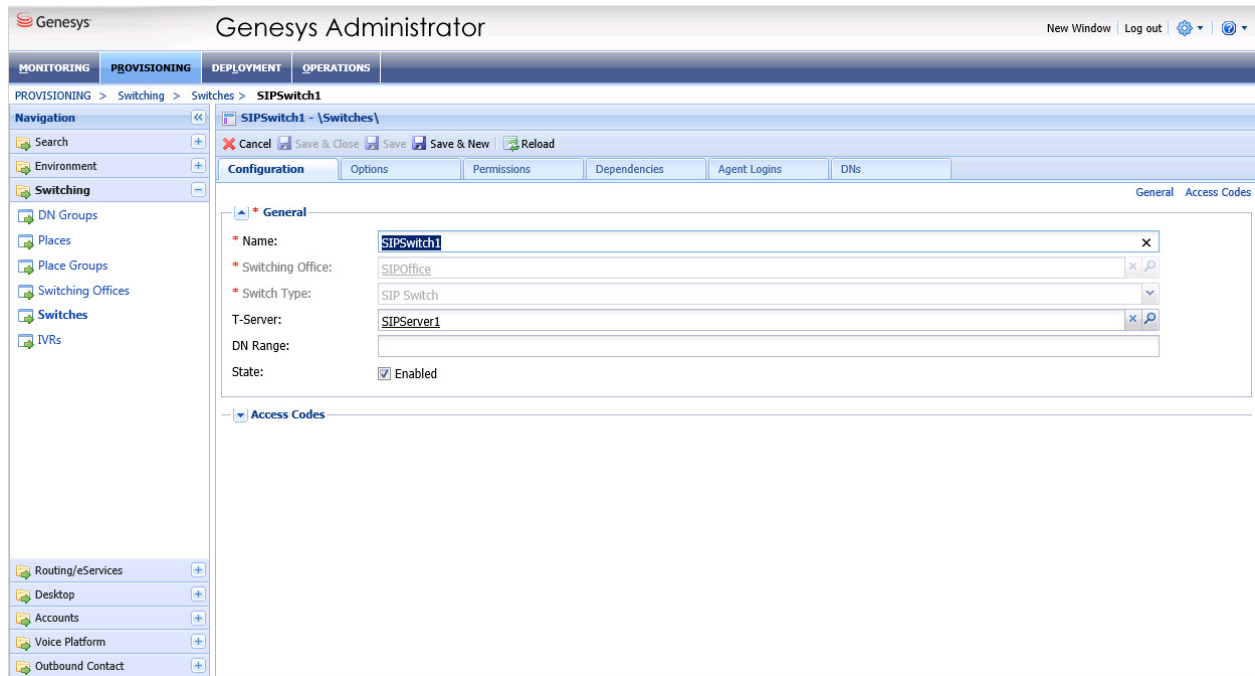 Genesys
Genesys Administrator
New Window Log out
MONITORING PROVISIONING DEPLOYMENT OPERATIONS
PROVISIONING > Switching > Switches > SIPSwitch1
Navigation
SIPSwitch1 - \Switches\
Search
Cancel Save & Close Save Save & New Reload
Environment
Configuration Options Permissions Dependencies Agent Logins DNs
Switching
General Access Codes
DN Groups
Places
Place Groups
Switching Offices
Switches
IVRs
* General
* Name: SIPSwitch1
* Switching Office: SIPOffice
* Switch Type: SIP Switch
T-Server: SIPServer1
DN Range:
State: Enabled
Access Codes
Routing/eServices
Desktop
Accounts
Voice Platform
Outbound Contact